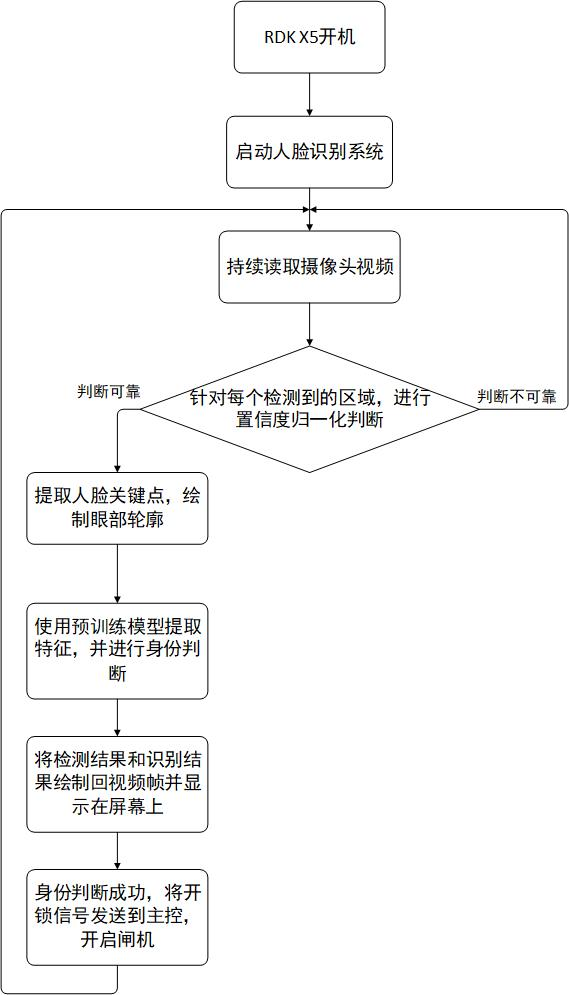 RDK X5开机
启动人脸识别系统
持续读取摄像头视频
判断可靠
针对每个检测到的区域，进行
置信度归一化判断
判断不可靠
提取人脸关键点，绘
制眼部轮廓
使用预训练模型提取
特征，并进行身份判
断
将检测结果和识别结
果绘制回视频帧并显
示在屏幕上
身份判断成功，将开
锁信号发送到主控，
开启闸机